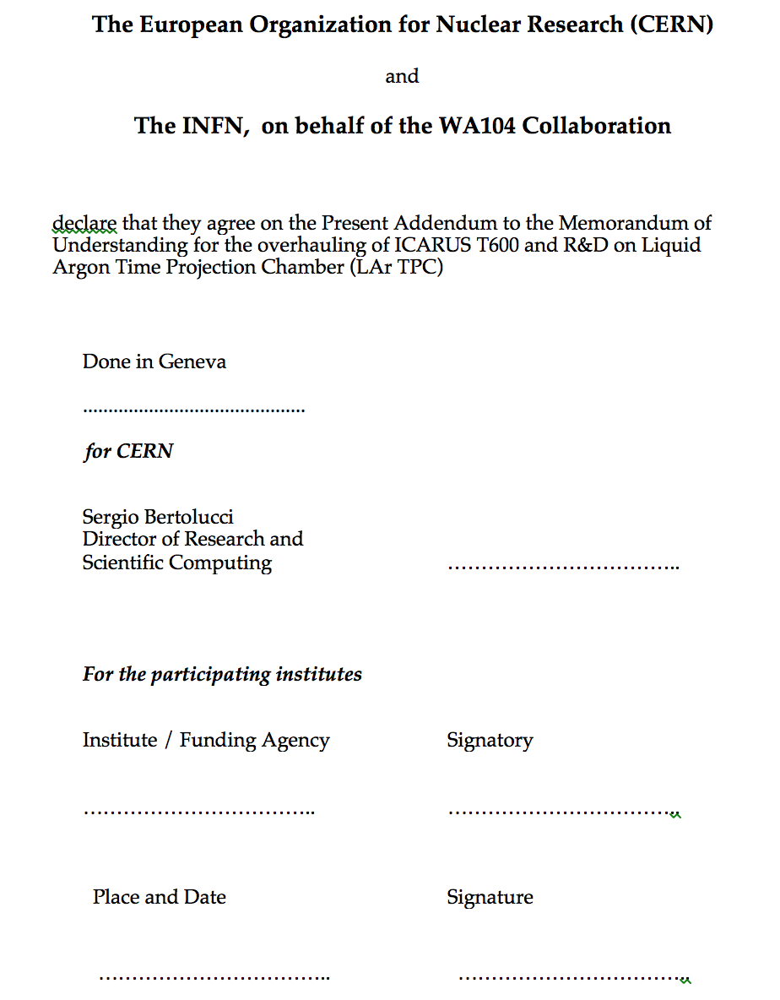 The European Organization for Nuclear Research (CERN)
and
The INFN,  on behalf of the WA104 Collaboration
declare that they agree on the Present Addendum to the Memorandum of
Understanding for the overhauling of ICARUS T600 and R&D on Liquid
Argon Time Projection Chamber (LAr TPC)
Done in Geneva
............................................
for CERN
Sergio Bertolucci
Director of Research and
Scientific Computing ……………………………..
For the participating institutes
Institute / Funding Agency Signatory
…………………………….. ……………………………..
Place and Date Signature
…………………………….. ……………………………..